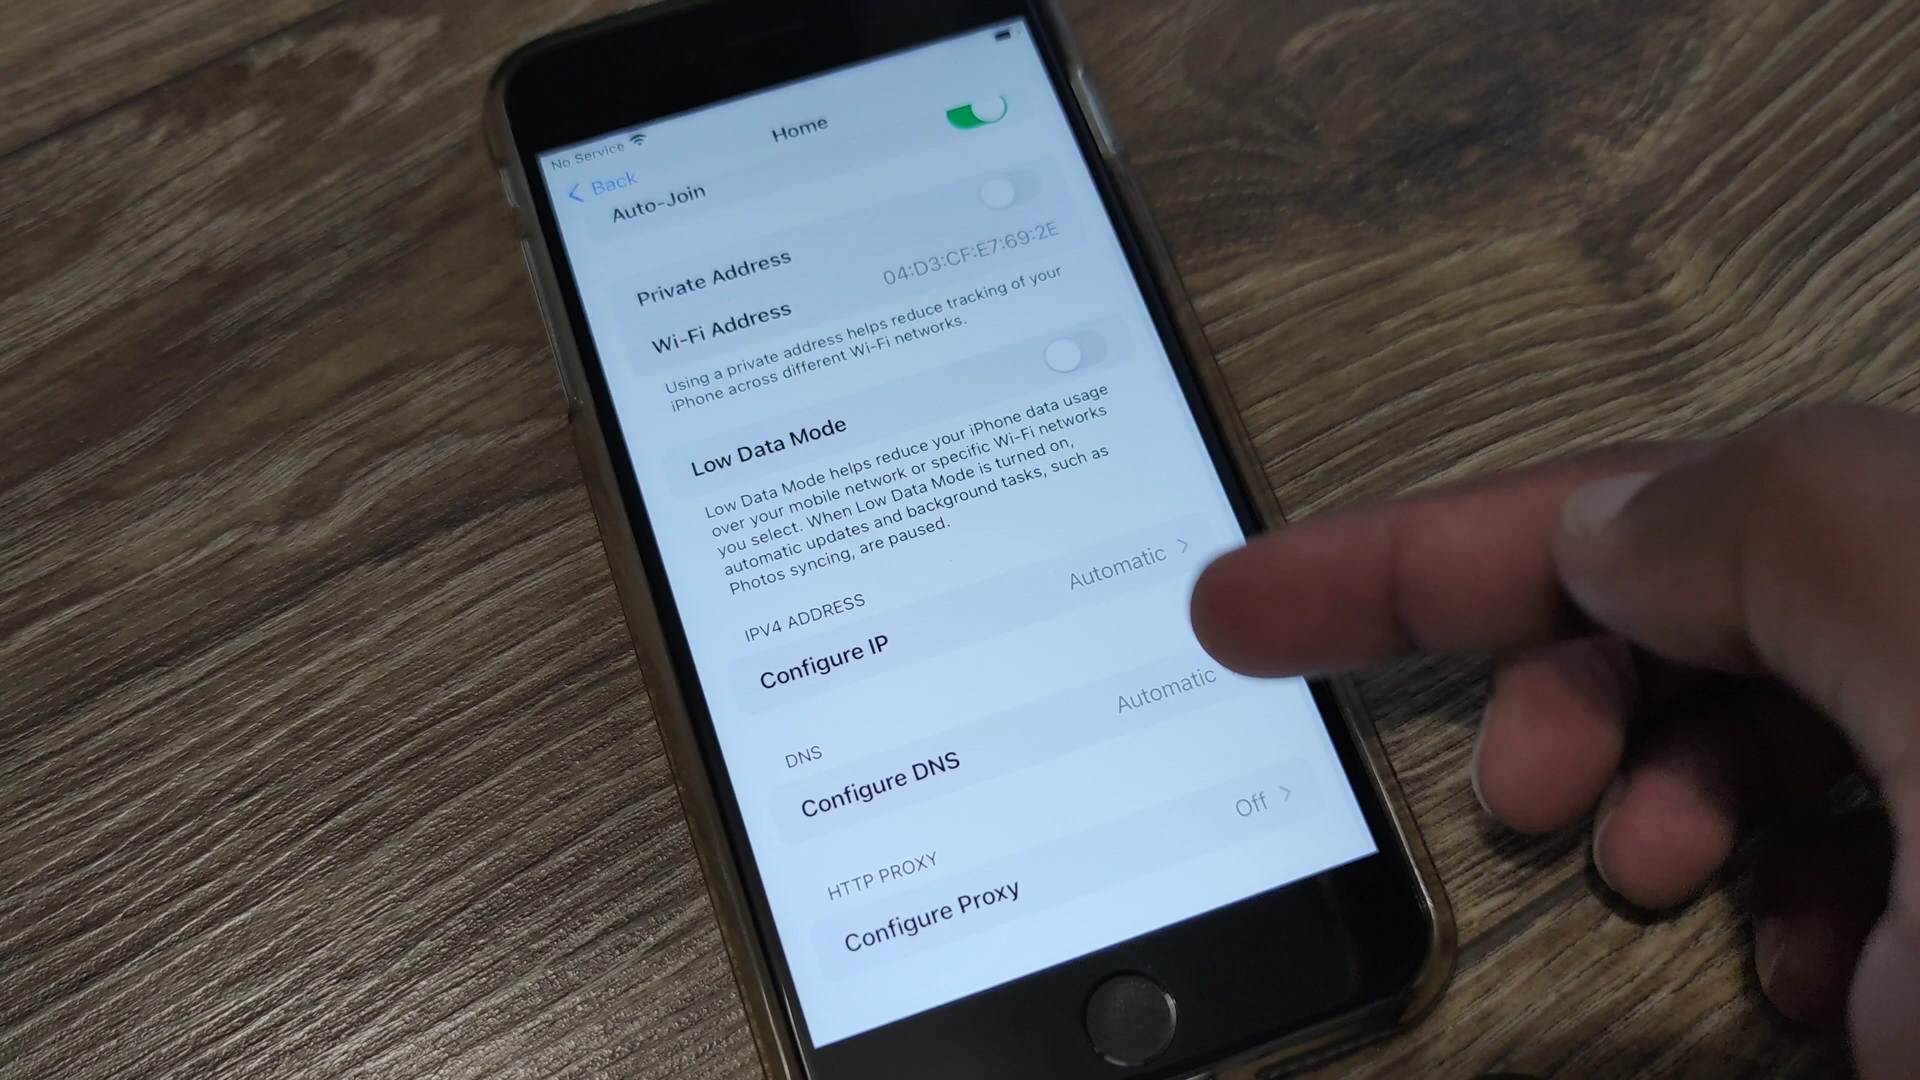 No Service
Home
Back
Auto-Join
Private Address
Wi-Fi Address 04:D3:CF:E7:69:2E
Using a private address helps reduce tracking of your
iPhone across different Wi-Fi networks.
Low Data Mode
Low Data Mode helps reduce your iPhone data usage
over your mobile network or specific Wi-Fi networks
you select. When Low Data Mode is turned on,
automatic updates and background tasks, such as
Photos syncing, are paused.
IPV4 ADDRESS
Configure IP Automatic
DNS
Configure DNS Automatic
HTTP PROXY
Configure Proxy Off